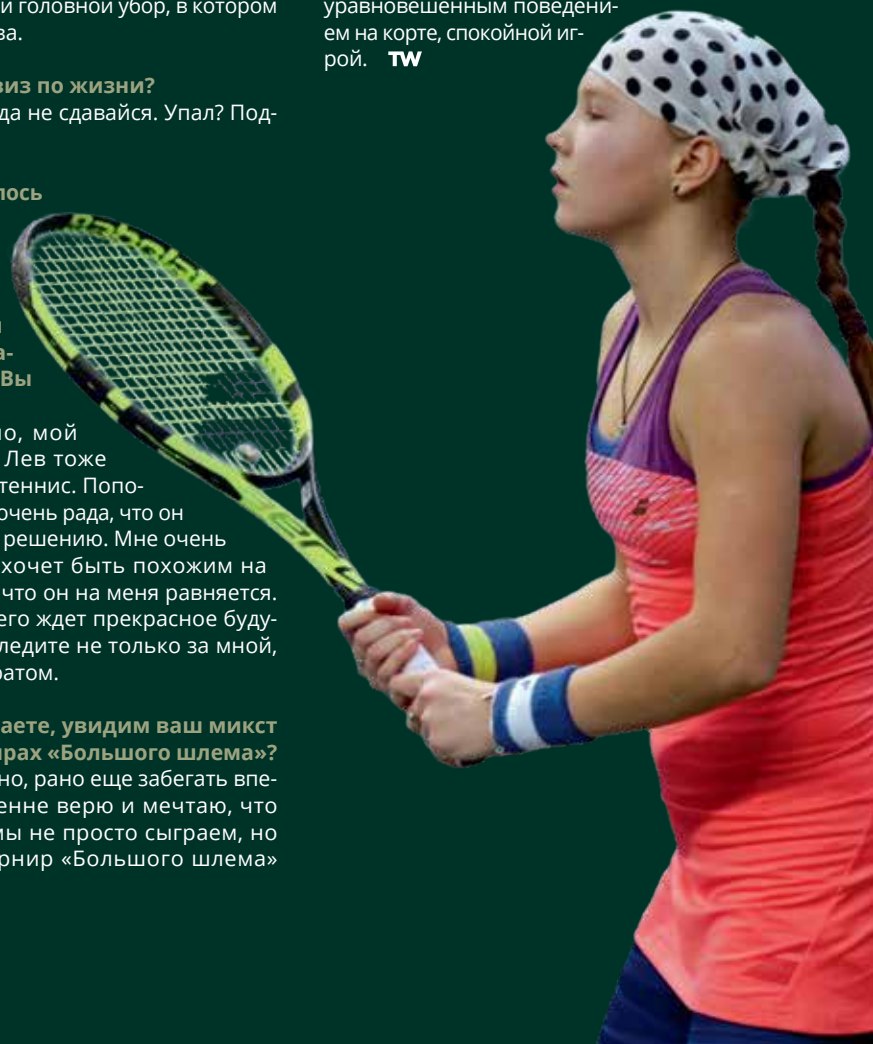 и головной убор, в котором
ва.
виз по жизни?
да не сдавайся. Упал? Под-
лось
а-
Вы
но, мой
Лев тоже
теннис. Попо-
очень рада, что он
решению. Мне очень
хочет быть похожим на
что он на меня равняется.
его ждет прекрасное буду-
ледите не только за мной,
ратом.
аете, увидим ваш микст
рах «Большого шлема»?
но, рано еще забегать впе-
енне верю и мечтаю, что
мы не просто сыграем, но
рнир «Большого шлема»
уравновешенным поведени-
ем на корте, спокойной иг-
рой. TW
Babolat